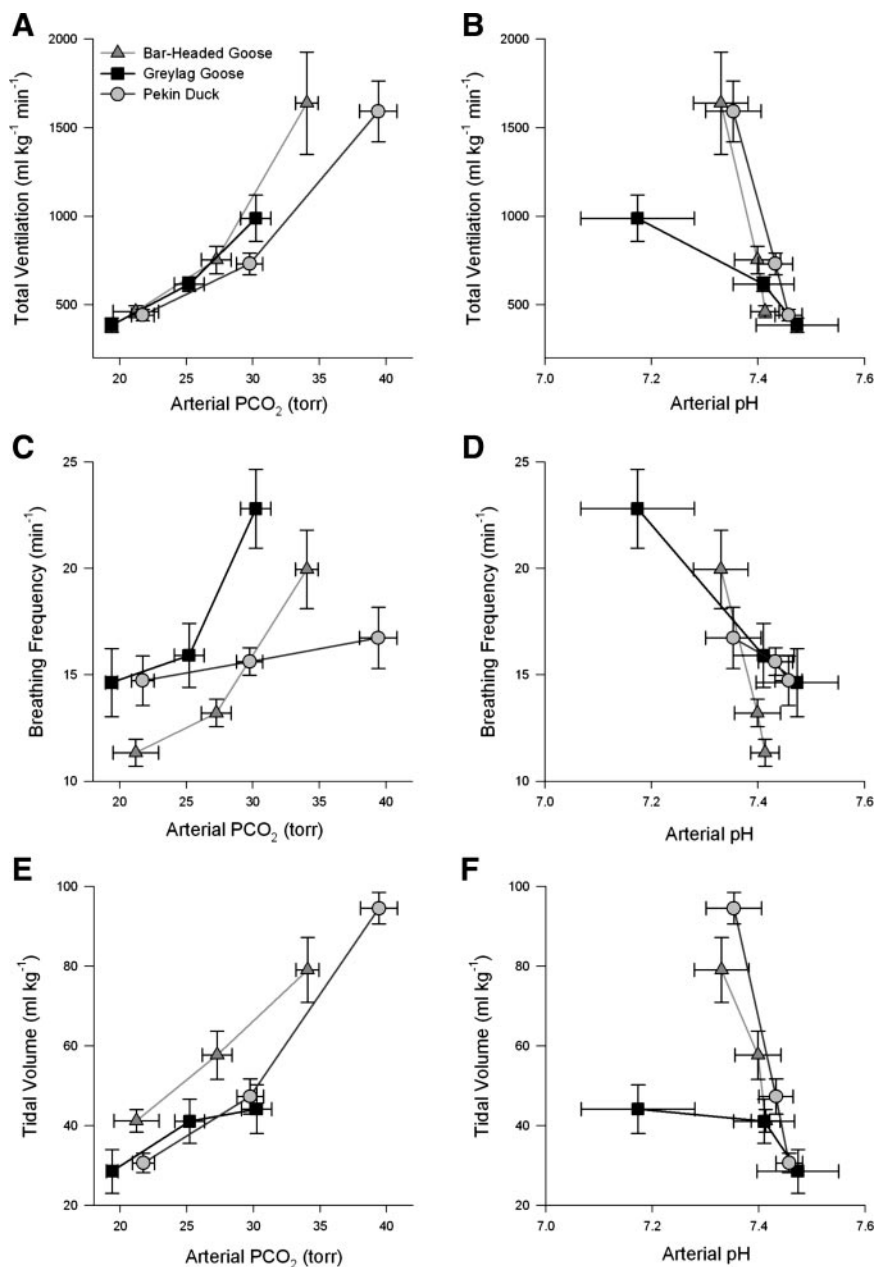 A
Total Ventilation (ml kg⁻¹ min⁻¹)
2000
1500
1000
500
Bar-Headed Goose
Greylag Goose
Pekin Duck
20 25 30 35 40
Arterial PCO₂ (torr)
B
Total Ventilation (ml kg⁻¹ min⁻¹)
2000
1500
1000
500
7.0 7.2 7.4 7.6
Arterial pH
C
Breathing Frequency (min⁻¹)
25
20
15
10
20 25 30 35 40
Arterial PCO₂ (torr)
D
Breathing Frequency (min⁻¹)
25
20
15
10
7.0 7.2 7.4 7.6
Arterial pH
E
Tidal Volume (ml kg⁻¹)
100
80
60
40
20
20 25 30 35 40
Arterial PCO₂ (torr)
F
Tidal Volume (ml kg⁻¹)
100
80
60
40
20
7.0 7.2 7.4 7.6
Arterial pH